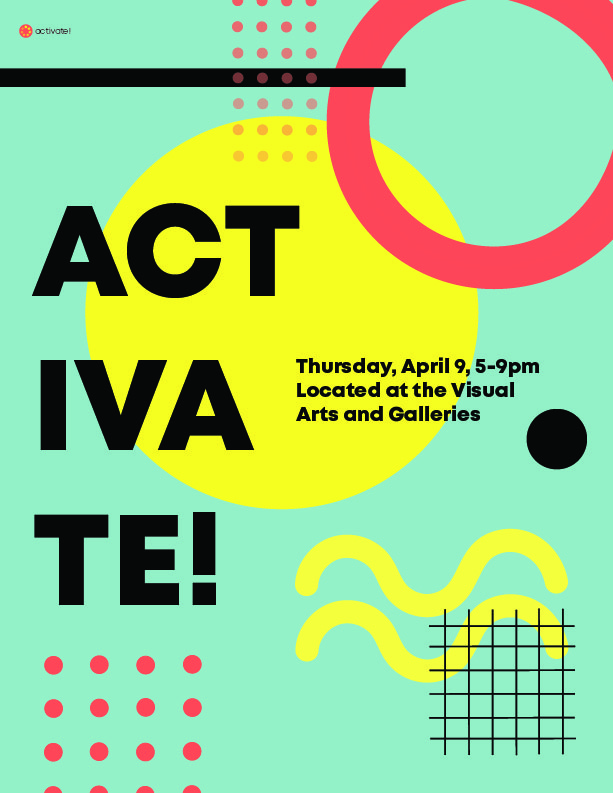 activate!
ACT
IVA
TE!
Thursday, April 9, 5-9pm
Located at the Visual
Arts and Galleries